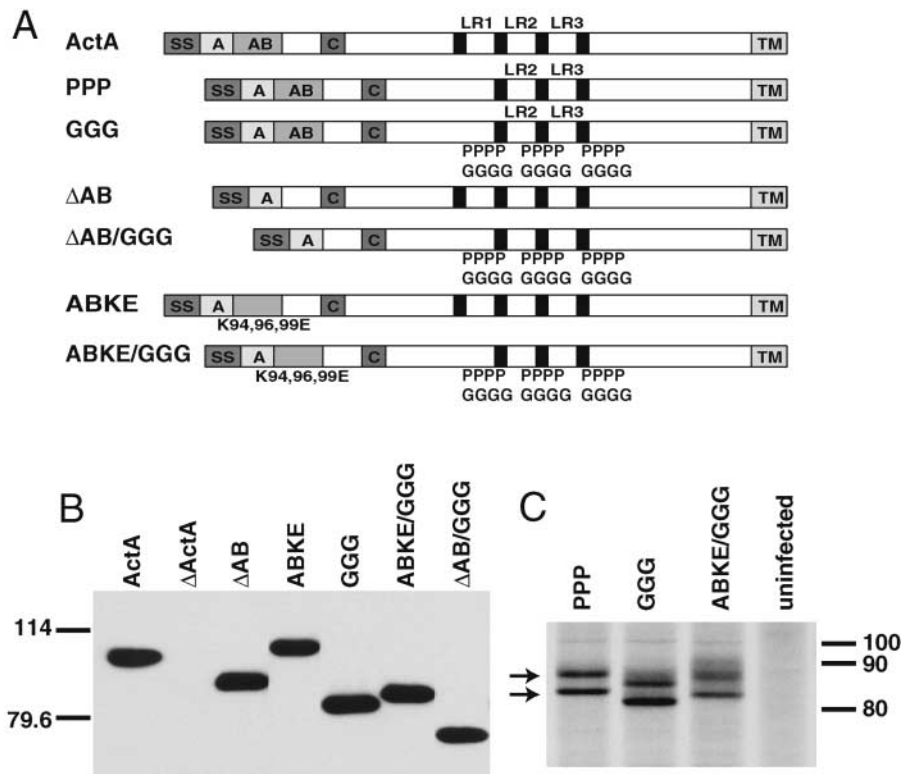 A
LR1 LR2 LR3
ActA SS A AB C TM
LR2 LR3
PPP SS A AB C TM
LR2 LR3
GGG SS A AB C TM
PPPP PPPP PPPP
GGGG GGGG GGGG
ΔAB SS A C TM
ΔAB/GGG SS A C TM
PPPP PPPP PPPP
GGGG GGGG GGGG
ABKE SS A C TM
K94,96,99E
ABKE/GGG SS A C TM
K94,96,99E PPPP PPPP PPPP
GGGG GGGG GGGG
B
ActA ΔActA ΔAB ABKE GGG ABKE/GGG ΔAB/GGG
114
79.6
C
PPP GGG ABKE/GGG uninfected
100
90
80